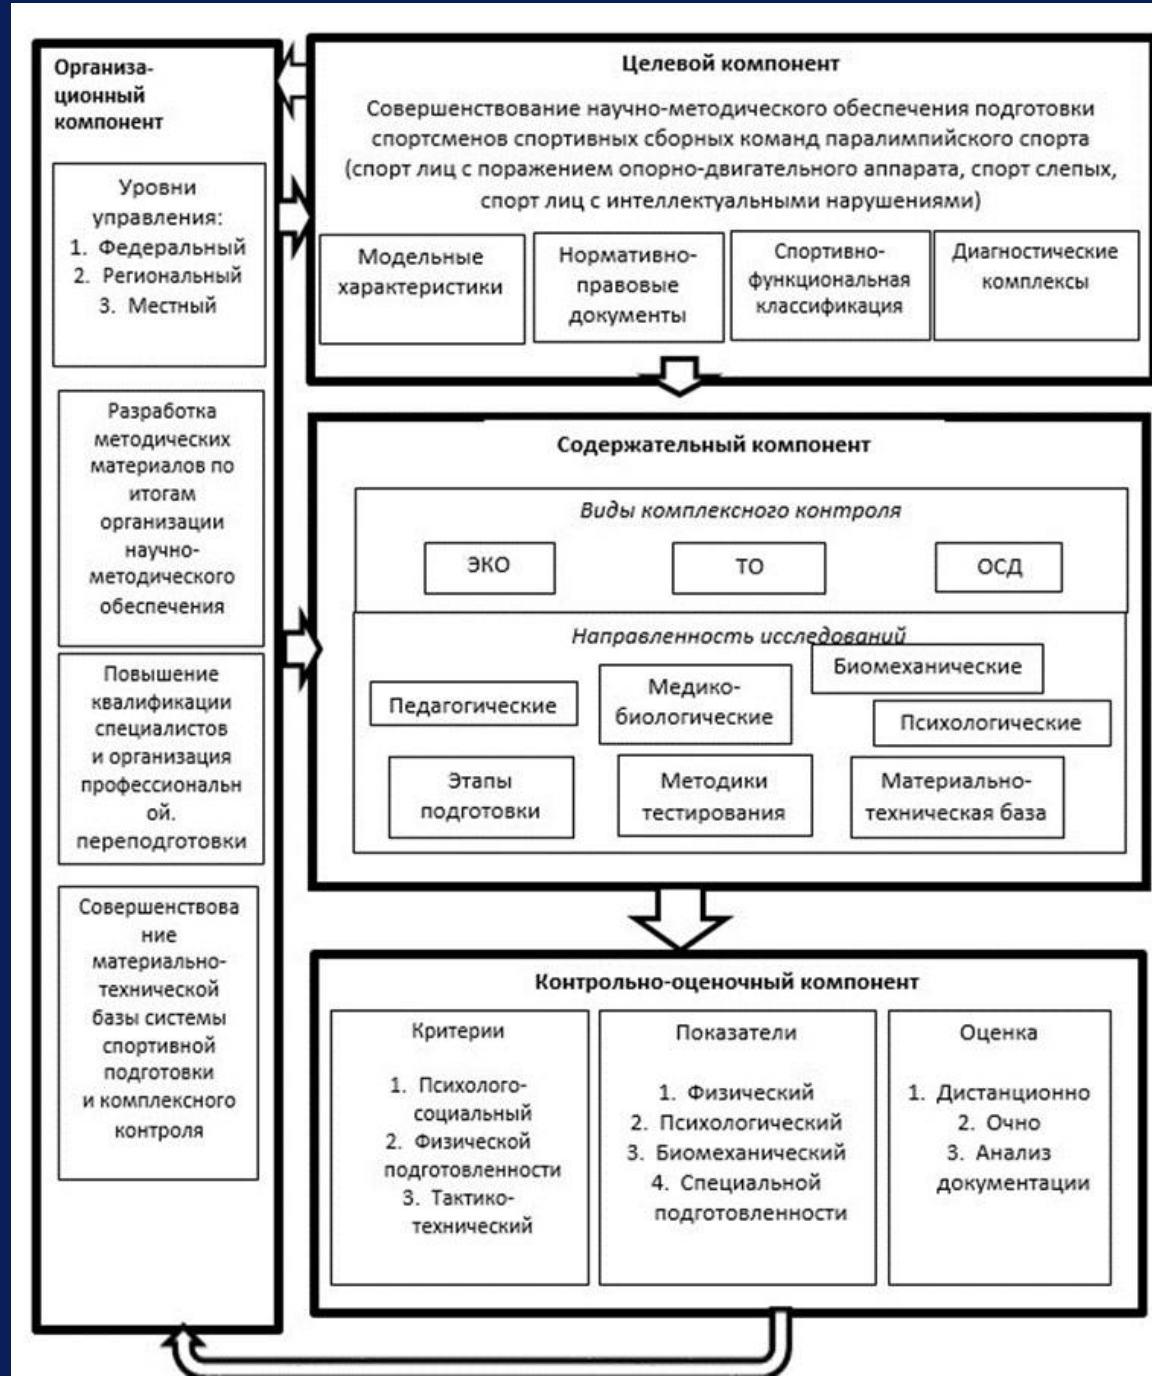 Организа-
ционный
компонент
Уровни
управления:
1. Федеральный
2. Региональный
3. Местный
Разработка
методических
материалов по
итогам
организации
научно-
методического
обеспечения
Повышение
квалификации
специалистов
и организация
профессиональн
ой.
переподготовки
Совершенствова
ние
материально-
технической
базы системы
спортивной
подготовки
и комплексного
контроля
Целевой компонент
Совершенствование научно-методического обеспечения подготовки
спортсменов спортивных сборных команд паралимпийского спорта
(спорт лиц с поражением опорно-двигательного аппарата, спорт слепых,
спорт лиц с интеллектуальными нарушениями)
Модельные
характеристики
Нормативно-
правовые
документы
Спортивно-
функциональная
классификация
Диагностические
комплексы
Содержательный компонент
Виды комплексного контроля
ЭКО
ТО
ОСД
Направленность исследований
Педагогические
Медико-
биологические
Биомеханические
Психологические
Этапы
подготовки
Методики
тестирования
Материально-
техническая база
Контрольно-оценочный компонент
Критерии
1. Психолого-
социальный
2. Физической
подготовленности
3. Тактико-
технический
Показатели
1. Физический
2. Психологический
3. Биомеханический
4. Специальной
подготовленности
Оценка
1. Дистанционно
2. Очно
3. Анализ
документации